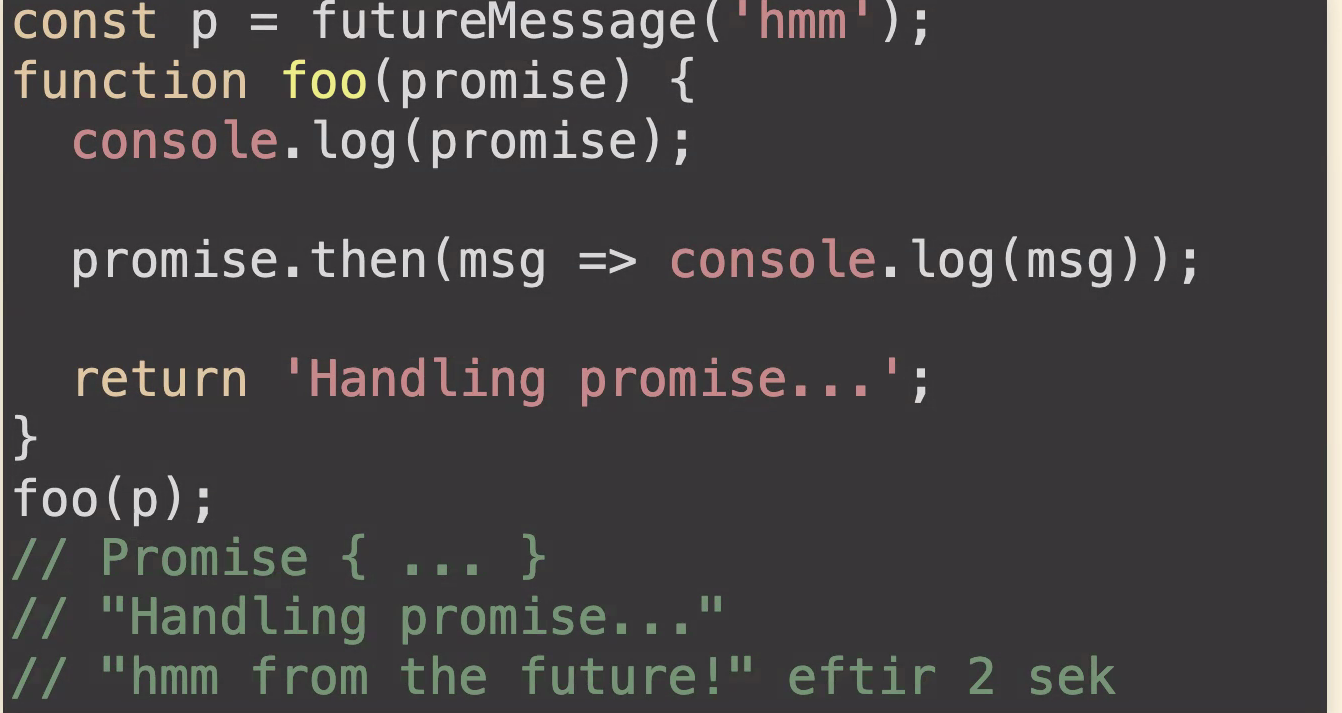 const p = futureMessage('hmm');
function foo(promise) {
  console.log(promise);
  promise.then(msg => console.log(msg));
  return 'Handling promise...';
}
foo(p);
// Promise { ... }
// "Handling promise..."
// "hmm from the future!" eftir 2 sek